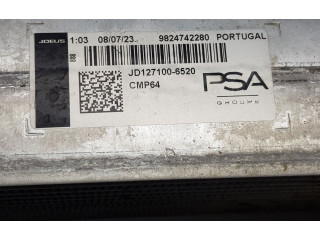 JDEUS 1:03 08/07/23.. 9824742280 PORTUGAL
JD127100-6520
CMP64
PSA
GROUPE